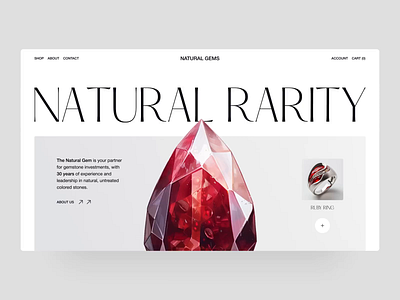 SHOP ABOUT CONTACT
NATURAL GEMS
ACCOUNT CART 25
NATURAL RARITY
The Natural Gem is your partner
for gemstone investments, with
30 years of experience and
leadership in natural, untreated
colored stones.
ABOUT US
RUBY RING
+